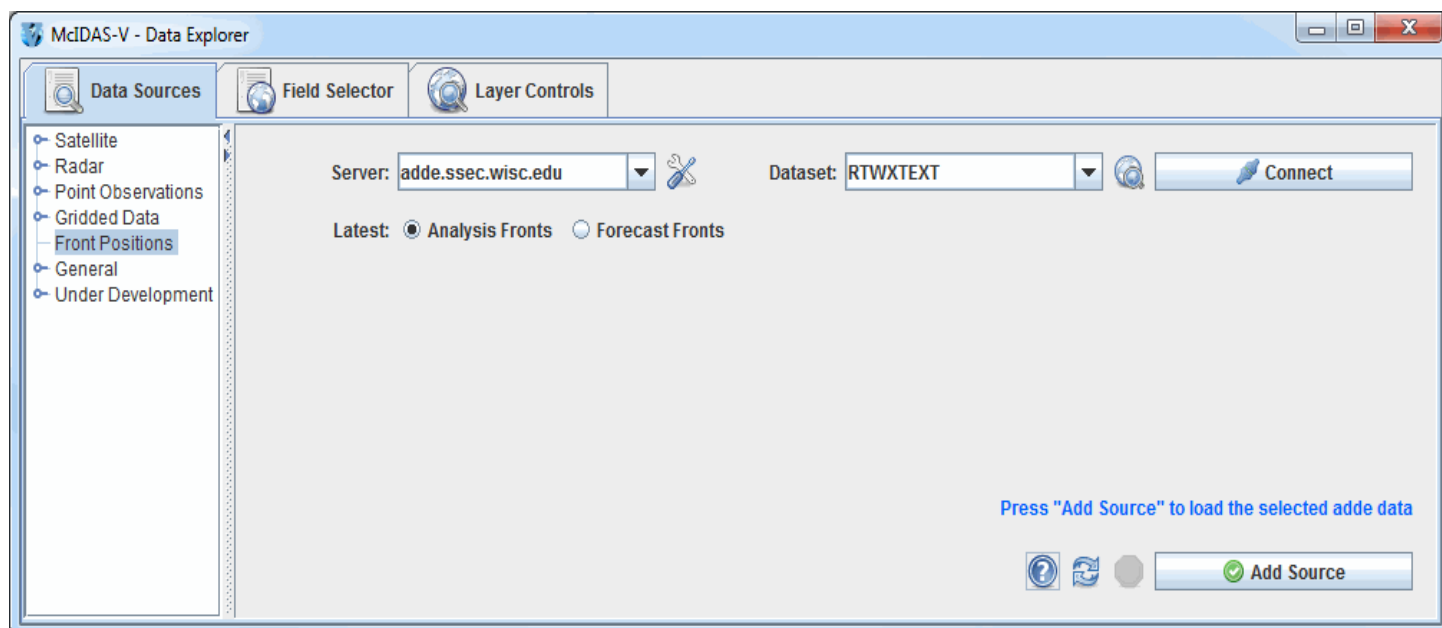 McIDAS-V - Data Explorer
Data Sources
Field Selector
Layer Controls
Satellite
Radar
Point Observations
Gridded Data
Front Positions
General
Under Development
Server: adde.ssec.wisc.edu
Dataset: RTWXTEXT
Connect
Latest: Analysis Fronts Forecast Fronts
Press "Add Source" to load the selected adde data
Add Source